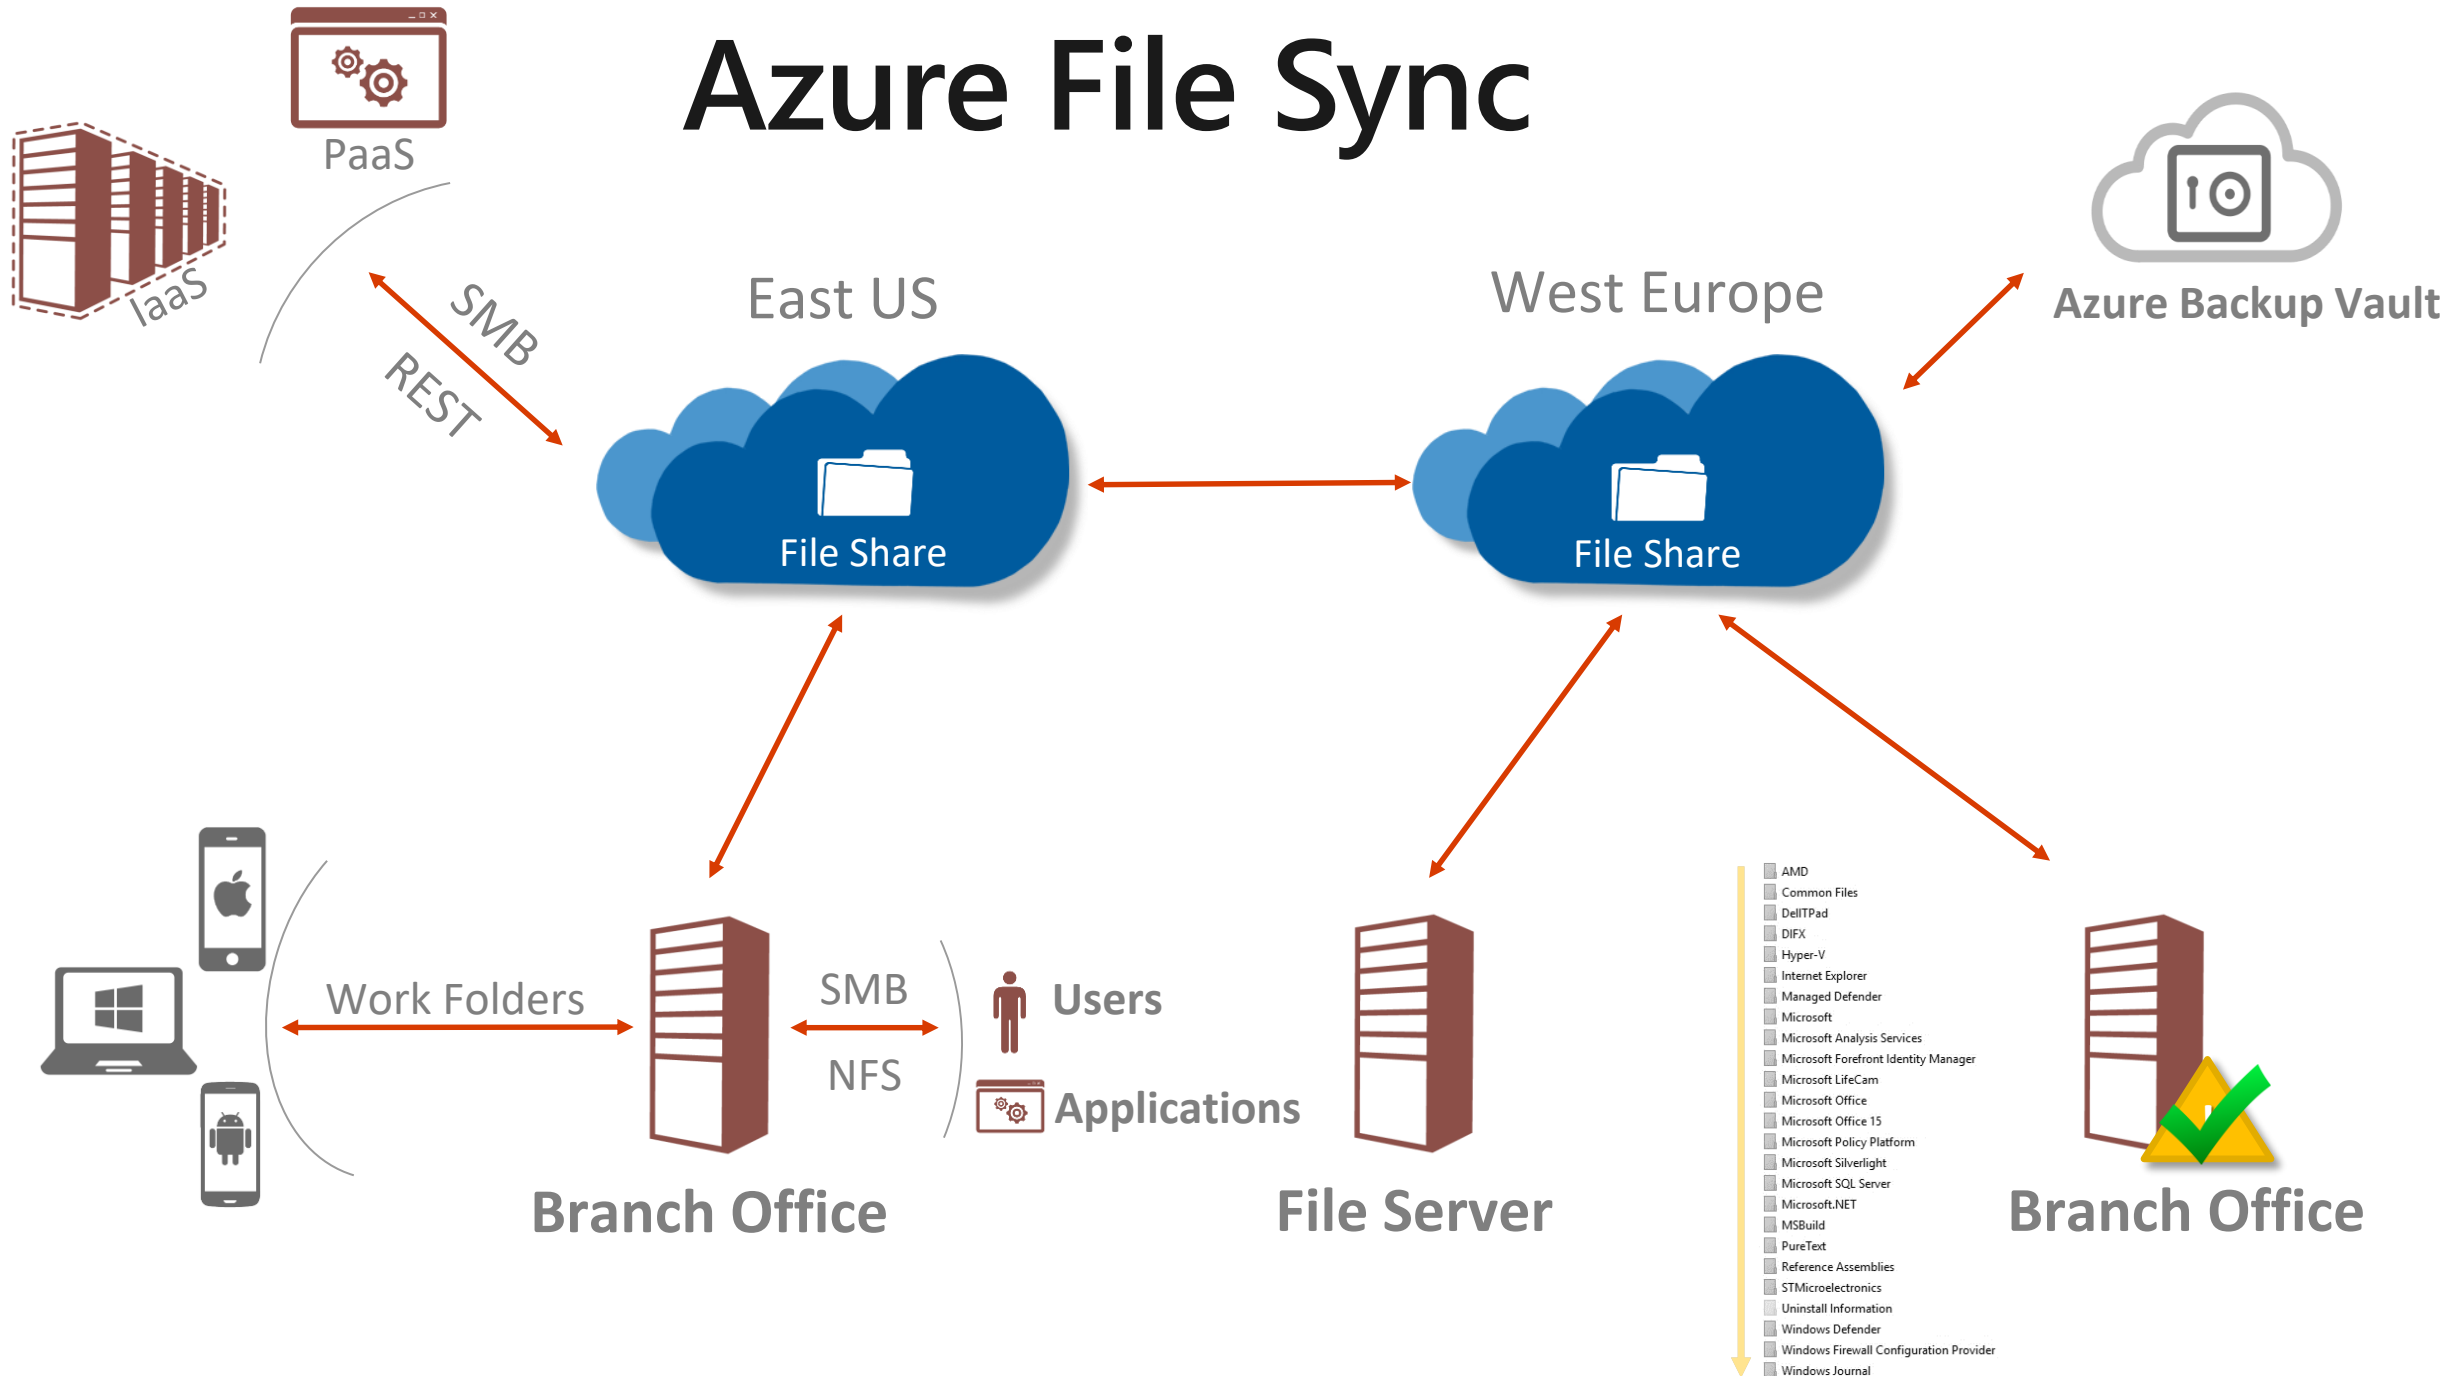 Azure File Sync
PaaS
IaaS
SMB
REST
East US
West Europe
Azure Backup Vault
File Share
File Share
Work Folders
SMB
NFS
Users
Applications
Branch Office
File Server
AMD
Common Files
DellTPad
DIFX
Hyper-V
Internet Explorer
Managed Defender
Microsoft
Microsoft Analysis Services
Microsoft Forefront Identity Manager
Microsoft LifeCam
Microsoft Office
Microsoft Office 15
Microsoft Policy Platform
Microsoft Silverlight
Microsoft SQL Server
Microsoft.NET
MSBuild
PureText
Reference Assemblies
STMicroelectronics
Uninstall Information
Windows Defender
Windows Firewall Configuration Provider
Windows Journal
Branch Office